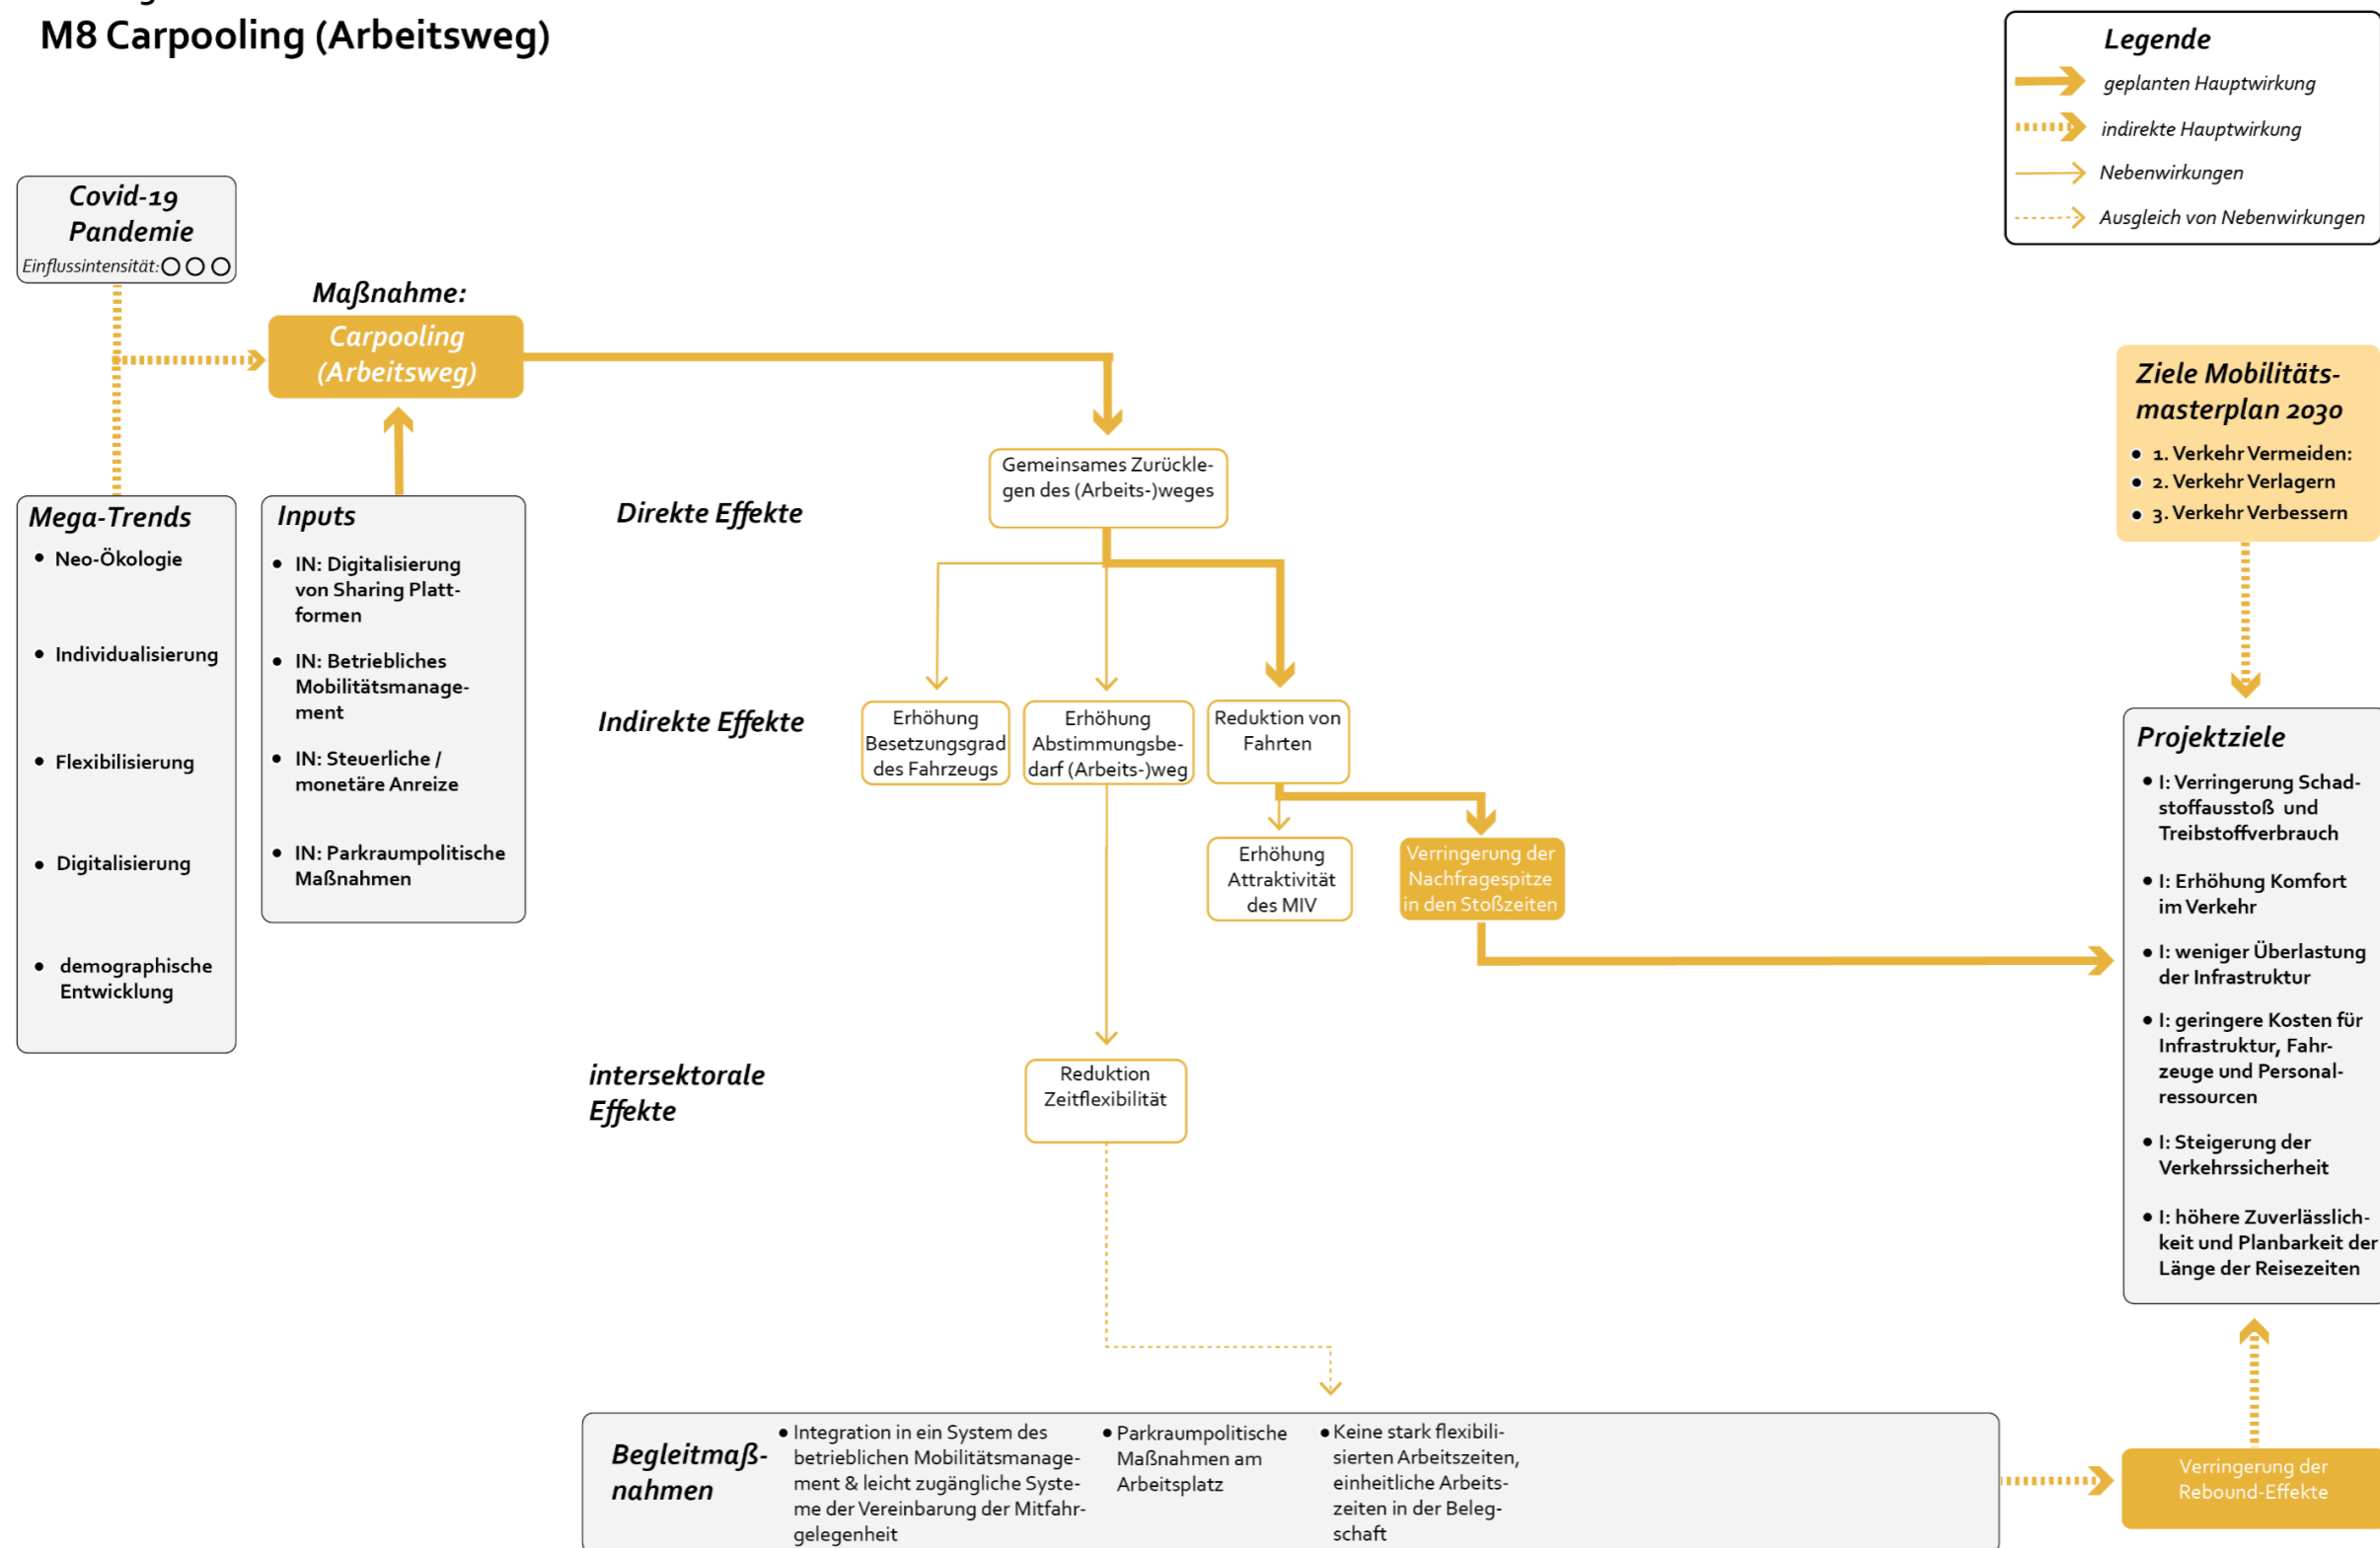 M8 Carpooling (Arbeitsweg)
Legende
geplanten Hauptwirkung
indirekte Hauptwirkung
Nebenwirkungen
Ausgleich von Nebenwirkungen
Covid-19
Pandemie
Einflussintensität:
Maßnahme:
Carpooling
(Arbeitsweg)
Mega-Trends
Neo-Ökologie
Individualisierung
Flexibilisierung
Digitalisierung
demographische
Entwicklung
Inputs
IN: Digitalisierung
von Sharing Platt-
formen
IN: Betriebliches
Mobilitätsmanage-
ment
IN: Steuerliche /
monetäre Anreize
IN: Parkraumpolitische
Maßnahmen
Direkte Effekte
Gemeinsames Zurückle-
gen des (Arbeits-)weges
Indirekte Effekte
Erhöhung
Besetzungsgrad
des Fahrzeugs
Erhöhung
Abstimmungsbe-
darf (Arbeits-)weg
Reduktion von
Fahrten
Erhöhung
Attraktivität
des MIV
Verringerung der
Nachfragespitze
in den Stoßzeiten
intersektorale
Effekte
Reduktion
Zeitflexibilität
Ziele Mobilitäts-
masterplan 2030
1. Verkehr Vermeiden:
2. Verkehr Verlagern
3. Verkehr Verbessern
Projektziele
I: Verringerung Schad-
stoffausstoß und
Treibstoffverbrauch
I: Erhöhung Komfort
im Verkehr
I: weniger Überlastung
der Infrastruktur
I: geringere Kosten für
Infrastruktur, Fahr-
zeuge und Personal-
ressourcen
I: Steigerung der
Verkehrssicherheit
I: höhere Zuverlässlich-
keit und Planbarkeit der
Länge der Reisezeiten
Begleitmaß-
nahmen
Integration in ein System des
betrieblichen Mobilitätsmanage-
ment & leicht zugängliche Syste-
me der Vereinbarung der Mitfahr-
gelegenheit
Parkraumpolitische
Maßnahmen am
Arbeitsplatz
Keine stark flexibili-
sierten Arbeitszeiten,
einheitliche Arbeits-
zeiten in der Beleg-
schaft
Verringerung der
Rebound-Effekte